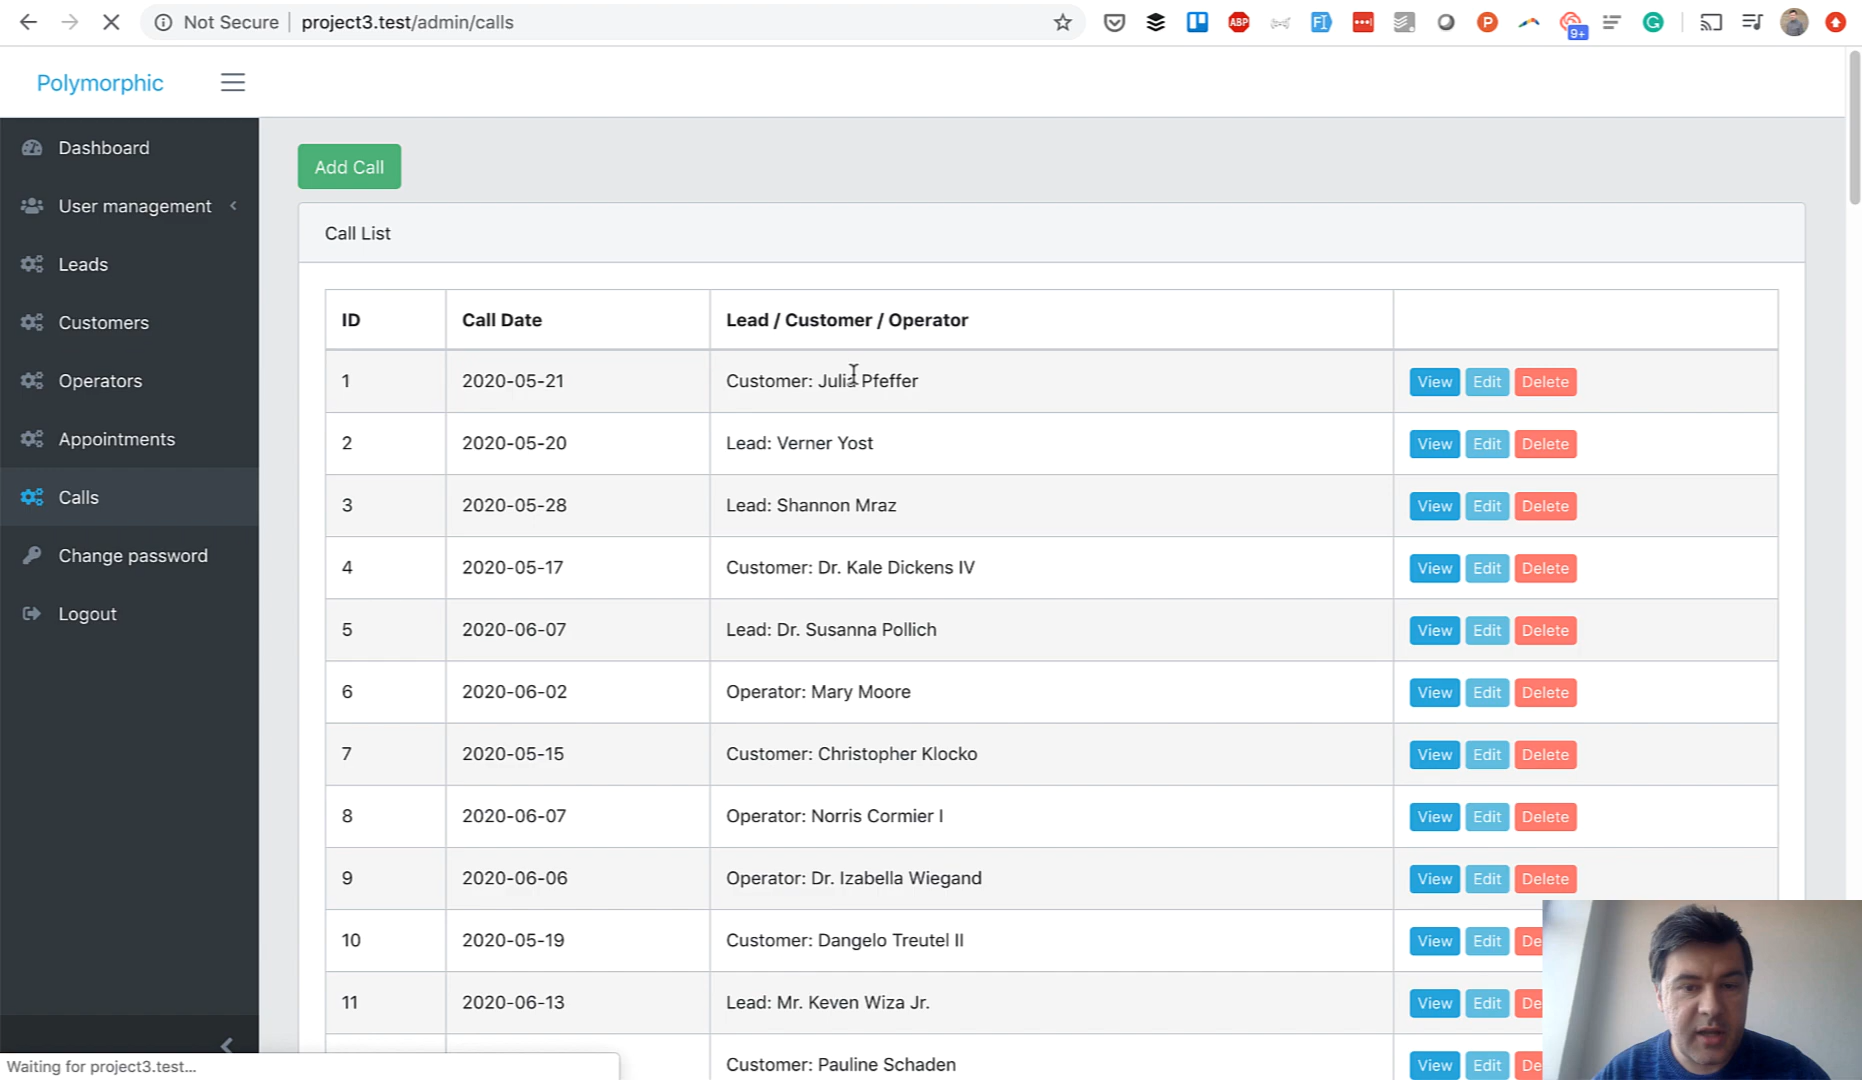 Not Secure | project3.test/admin/calls
ABP
F
P
9+
G
Polymorphic
Dashboard
User management
Leads
Customers
Operators
Appointments
Calls
Change password
Logout
Add Call
Call List
ID Call Date Lead / Customer / Operator
1 2020-05-21 Customer: Julia Pfeffer View Edit Delete
2 2020-05-20 Lead: Verner Yost View Edit Delete
3 2020-05-28 Lead: Shannon Mraz View Edit Delete
4 2020-05-17 Customer: Dr. Kale Dickens IV View Edit Delete
5 2020-06-07 Lead: Dr. Susanna Pollich View Edit Delete
6 2020-06-02 Operator: Mary Moore View Edit Delete
7 2020-05-15 Customer: Christopher Klocko View Edit Delete
8 2020-06-07 Operator: Norris Cormier I View Edit Delete
9 2020-06-06 Operator: Dr. Izabella Wiegand View Edit Delete
10 2020-05-19 Customer: Dangelo Treutel II View Edit De
11 2020-06-13 Lead: Mr. Keven Wiza Jr. View Edit De
Customer: Pauline Schaden View Edit De
Waiting for project3.test...